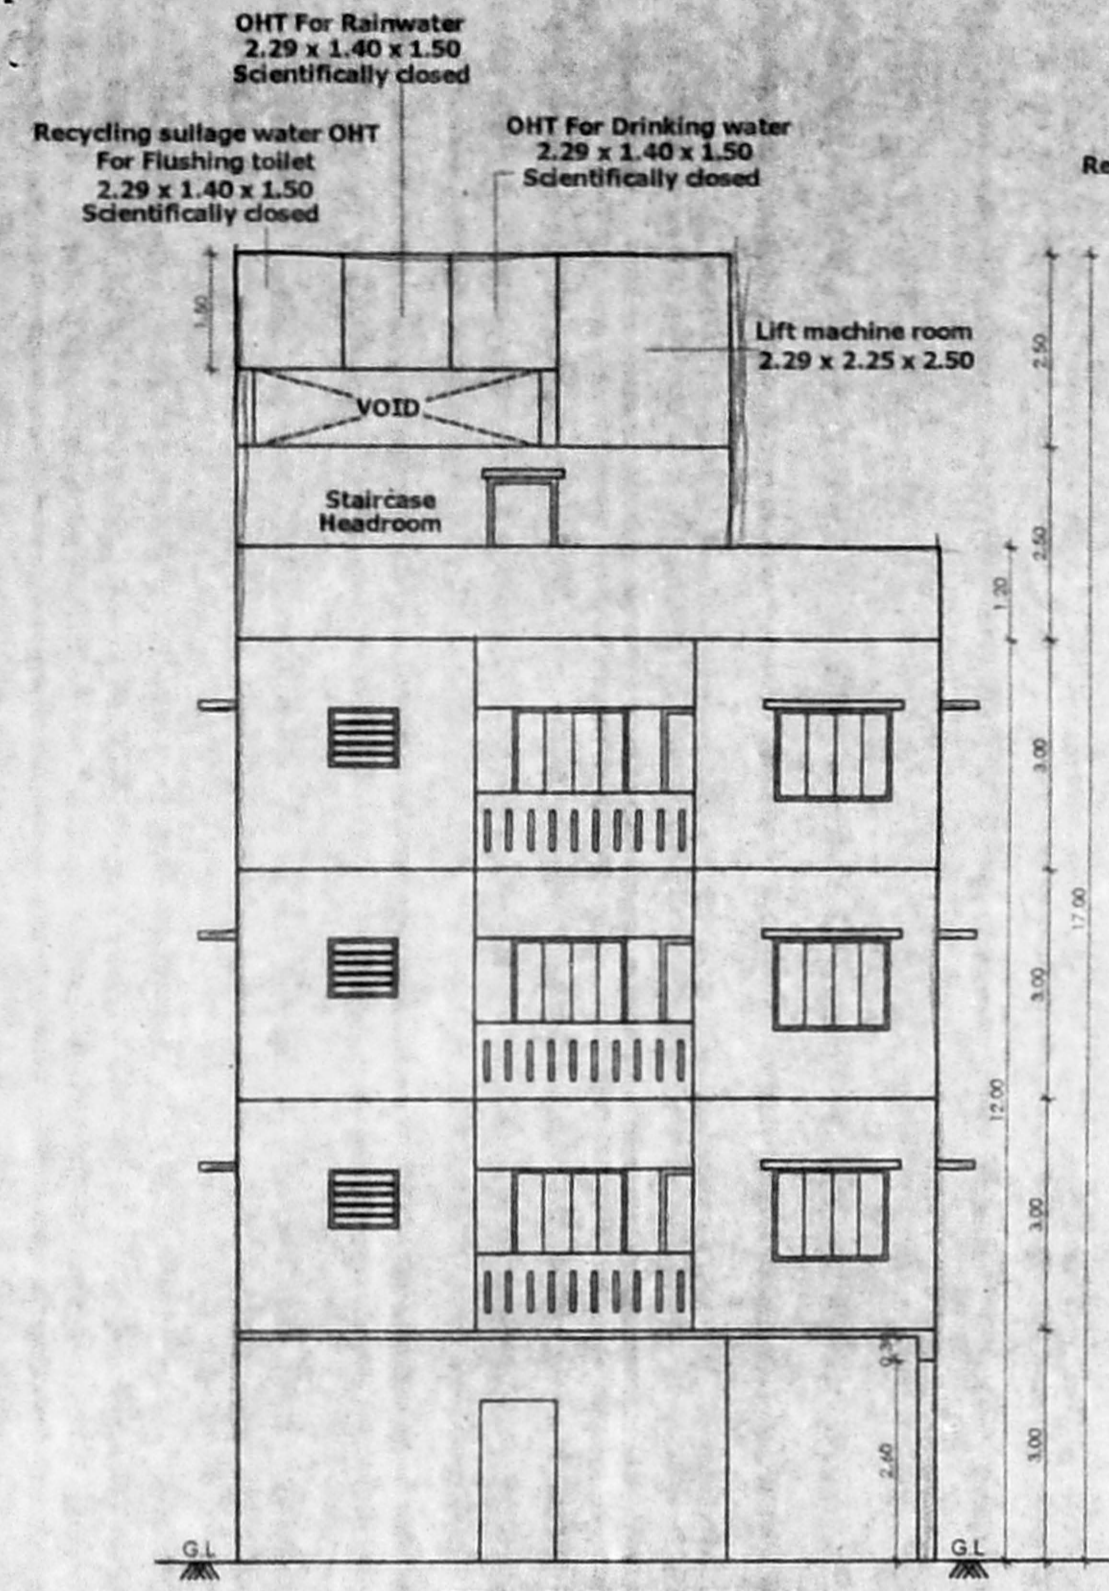 OHT For Rainwater
2.29 x 1.40 x 1.50
Scientifically closed
Recycling sullage water OHT
For Flushing toilet
2.29 x 1.40 x 1.50
Scientifically closed
OHT For Drinking water
2.29 x 1.40 x 1.50
Scientifically closed
Re
1.50
Lift machine room
2.29 x 2.25 x 2.50
2.50
VOID
Staircase
Headroom
2.50
1.20
3.00
17.00
3.00
12.00
3.00
0.30
2.60
3.00
G.L
G.L